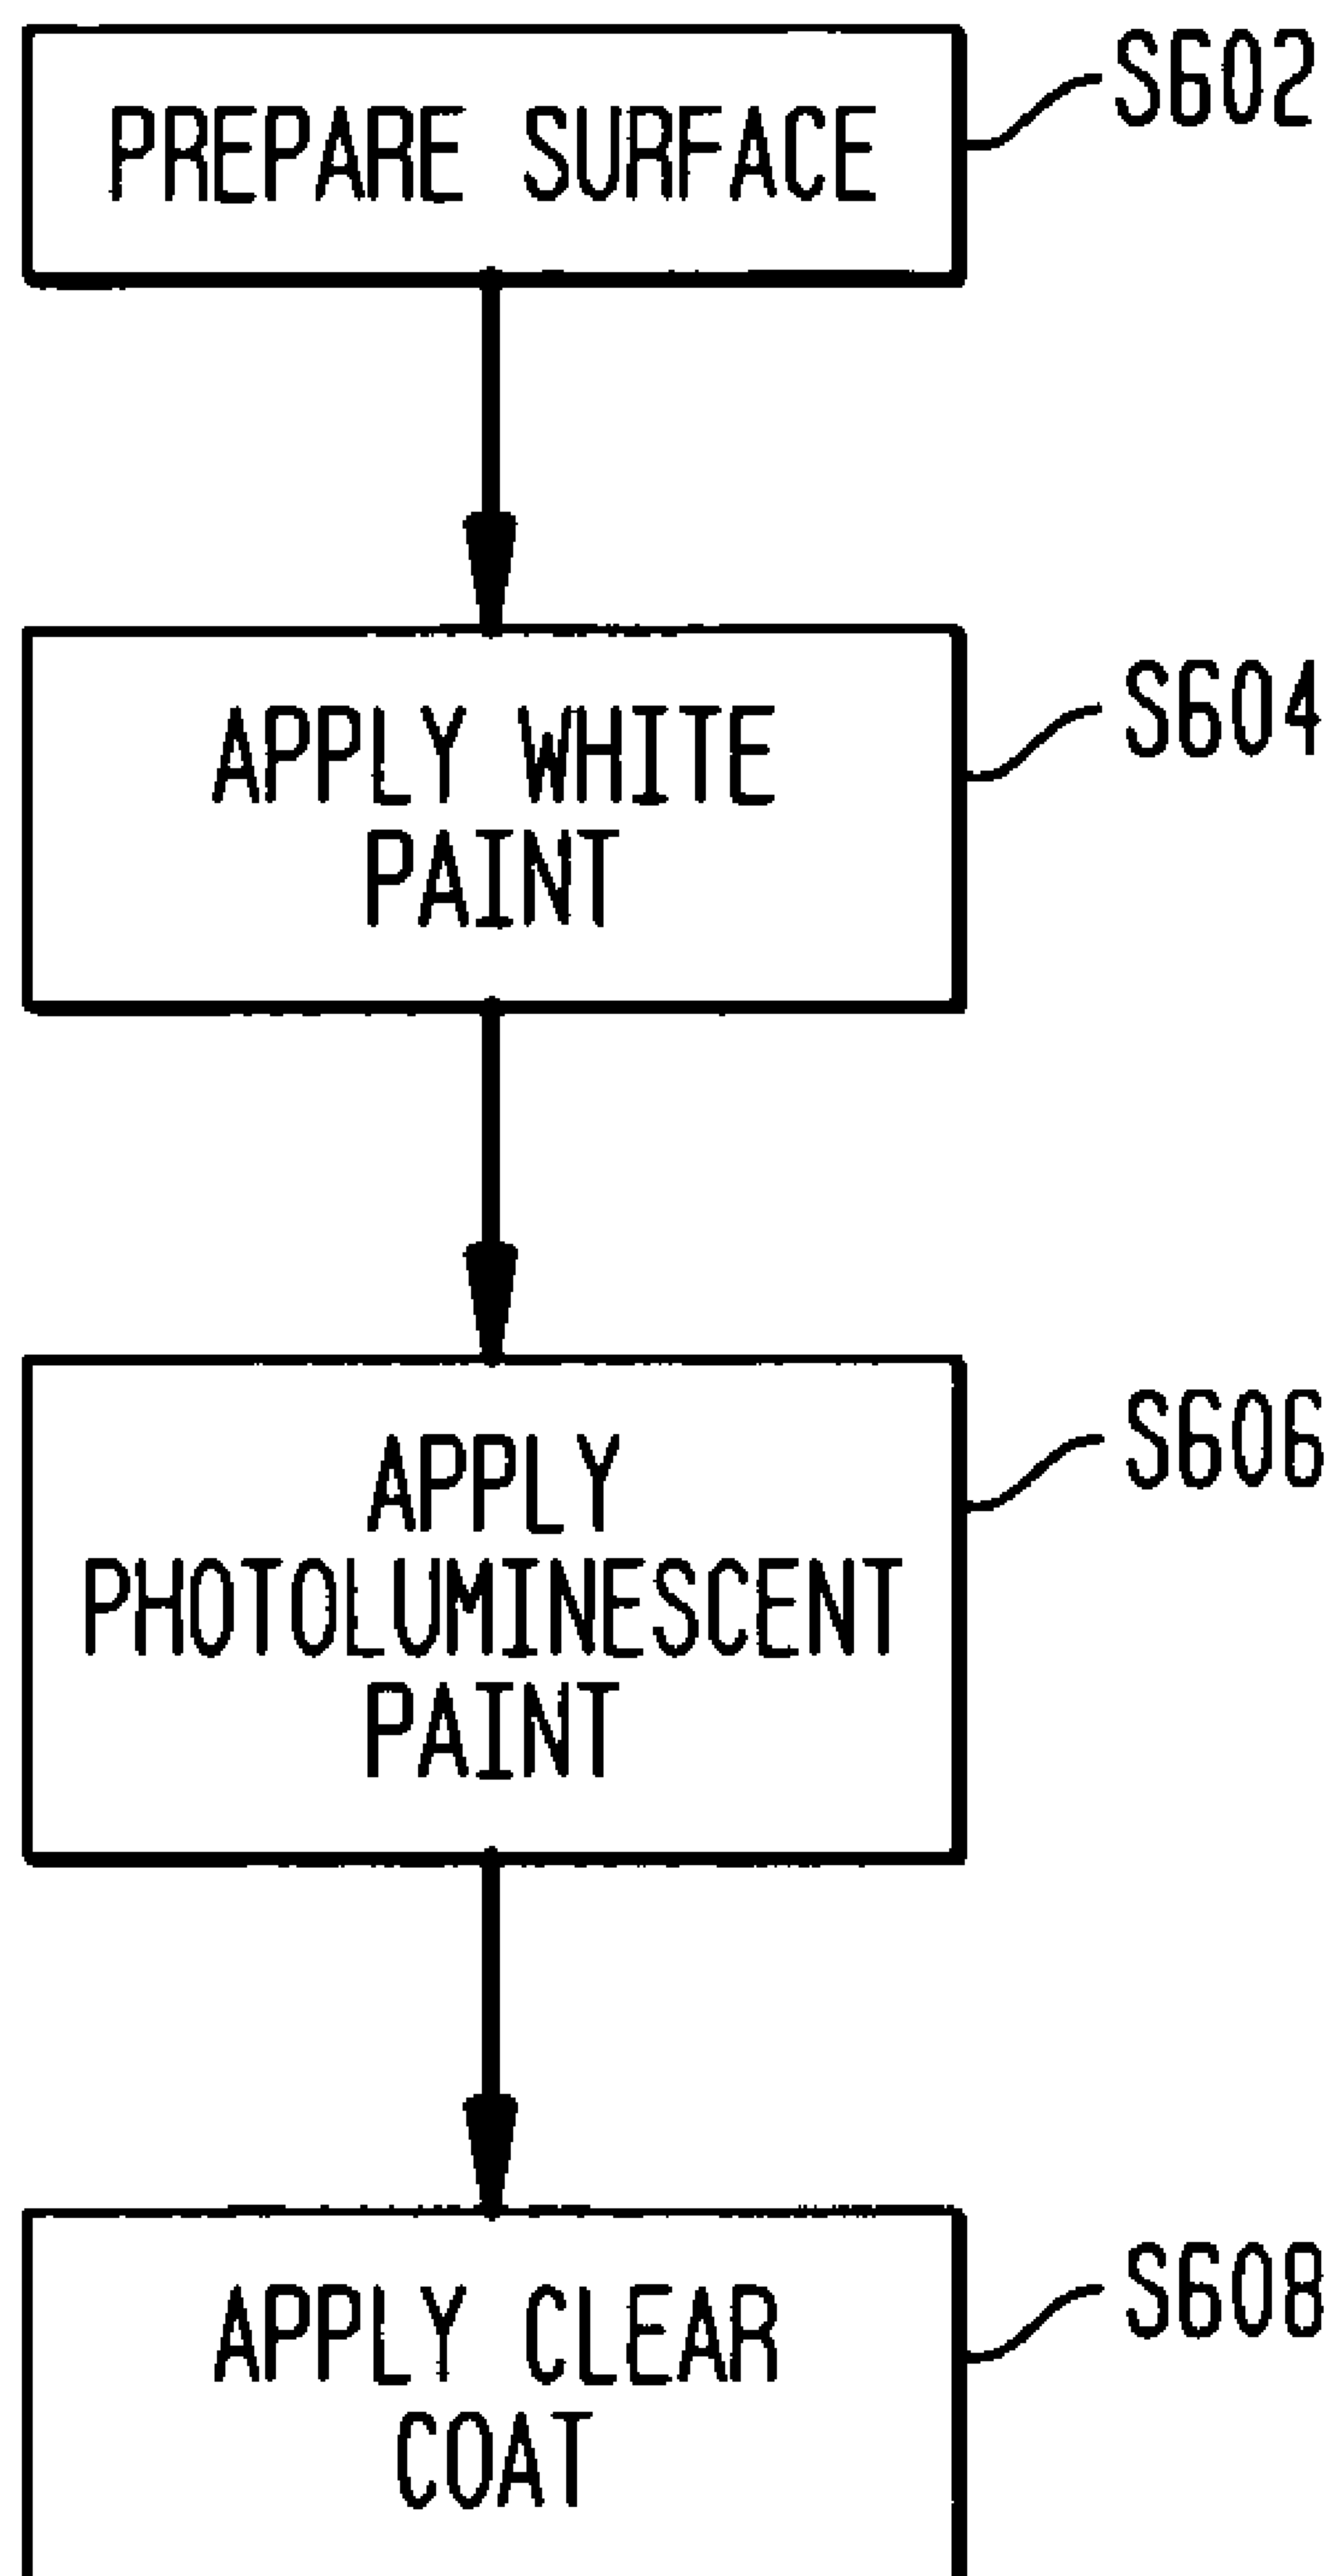 PREPARE SURFACE
S602
APPLY WHITE
PAINT
S604
APPLY
PHOTOLUMINESCENT
PAINT
S606
APPLY CLEAR
COAT
S608